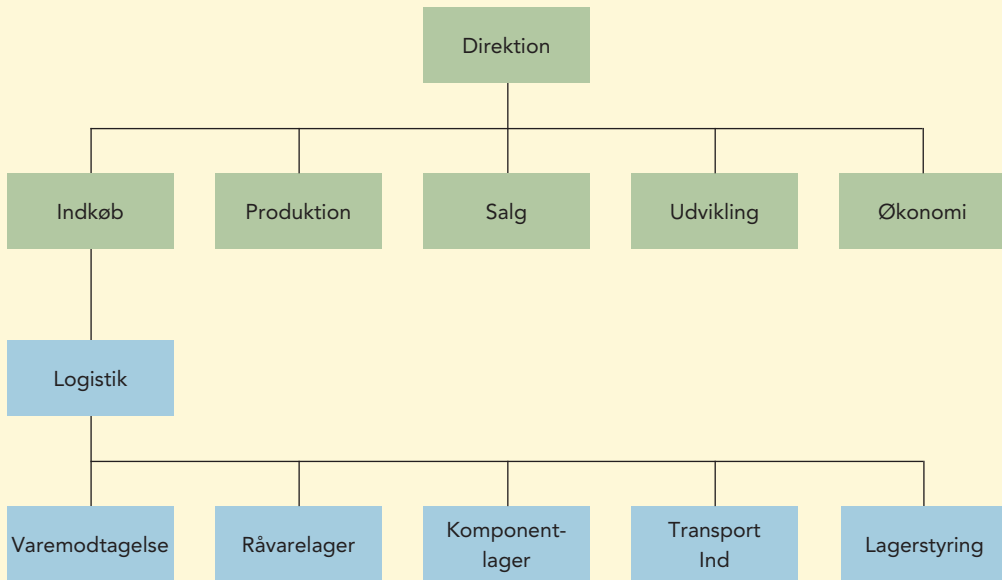 Direktion
Indkøb
Produktion
Salg
Udvikling
Økonomi
Logistik
Varemodtagelse
Råvarelager
Komponent-
lager
Transport
Ind
Lagerstyring